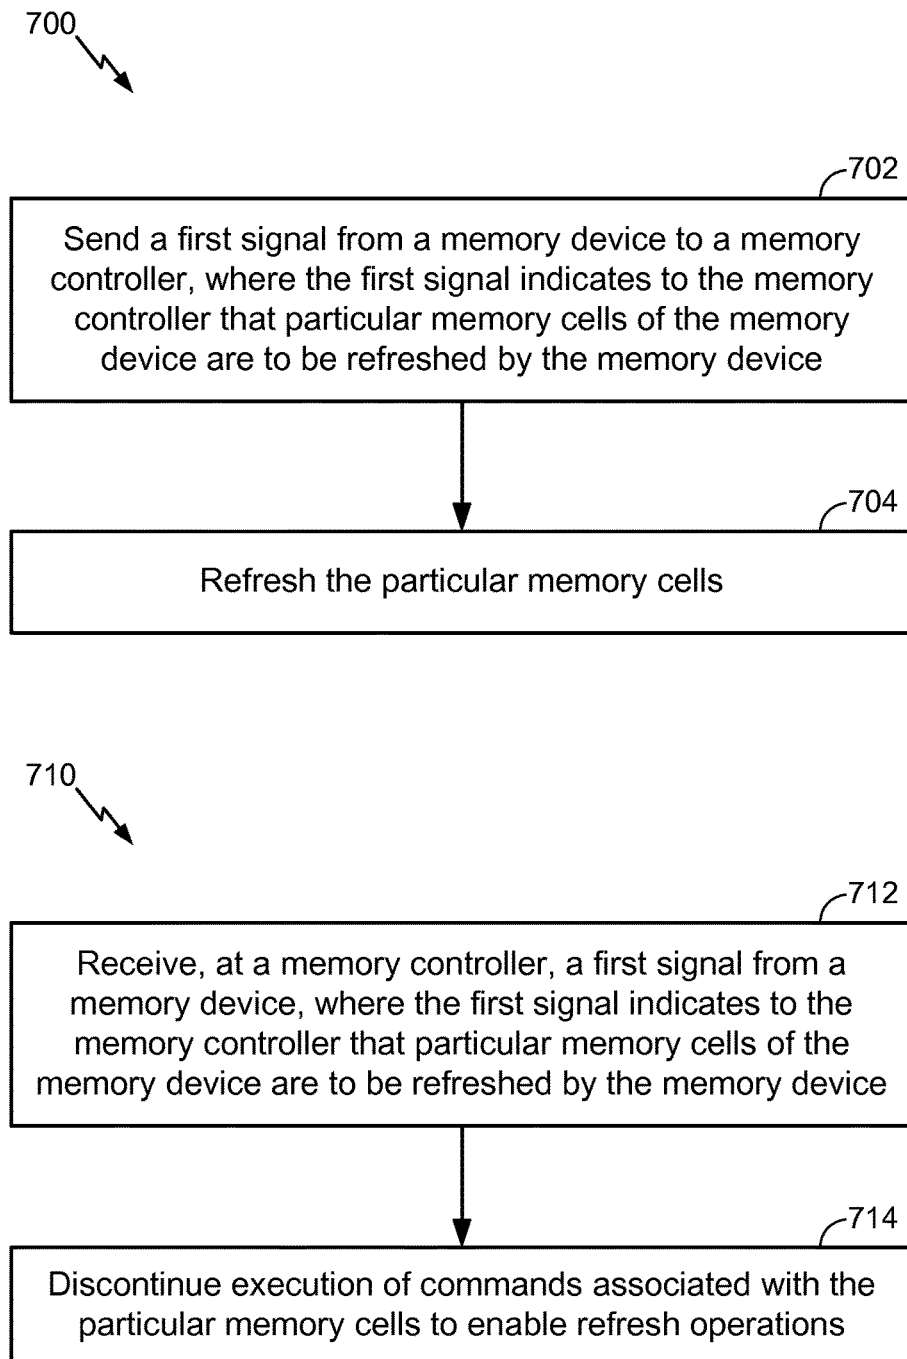 700
702
Send a first signal from a memory device to a memory
controller, where the first signal indicates to the memory
controller that particular memory cells of the memory
device are to be refreshed by the memory device
704
Refresh the particular memory cells
710
712
Receive, at a memory controller, a first signal from a
memory device, where the first signal indicates to the
memory controller that particular memory cells of the
memory device are to be refreshed by the memory device
714
Discontinue execution of commands associated with the
particular memory cells to enable refresh operations